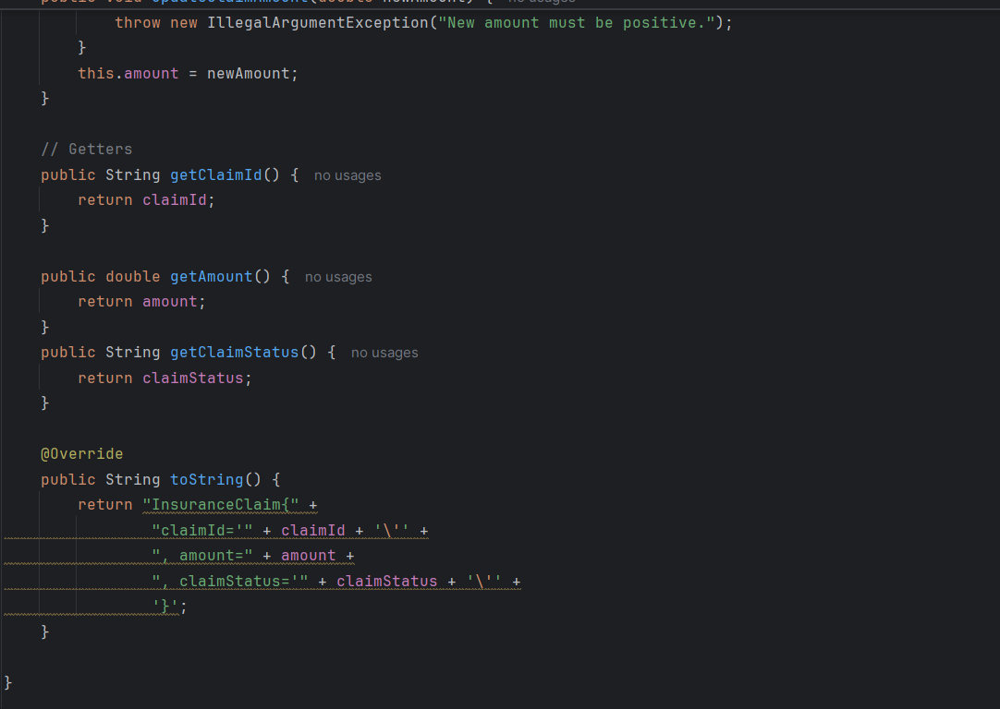 public void updateClaimAmount(double newAmount) { no usages
throw new IllegalArgumentException("New amount must be positive.");
}
this.amount = newAmount;
}
// Getters
public String getClaimId() { no usages
return claimId;
}
public double getAmount() { no usages
return amount;
}
public String getClaimStatus() { no usages
return claimStatus;
}
@Override
public String toString() {
return "InsuranceClaim{" +
"claimId='" + claimId + '\'' +
", amount=" + amount +
", claimStatus='" + claimStatus + '\'' +
'}';
}
}